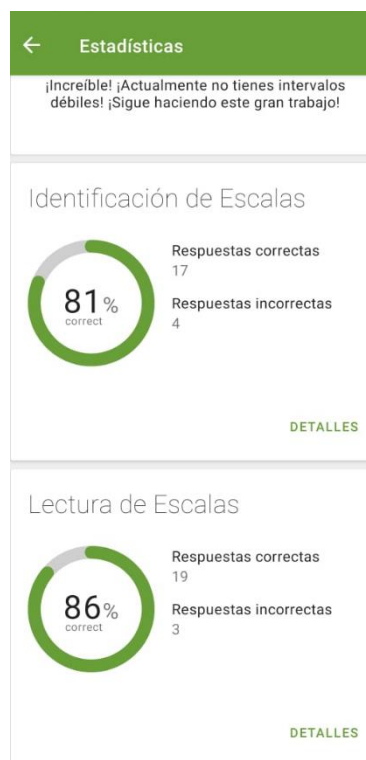 Estadísticas
¡Increíble! ¡Actualmente no tienes intervalos
débiles! ¡Sigue haciendo este gran trabajo!
Identificación de Escalas
81%
correct
Respuestas correctas
17
Respuestas incorrectas
4
DETALLES
Lectura de Escalas
86%
correct
Respuestas correctas
19
Respuestas incorrectas
3
DETALLES